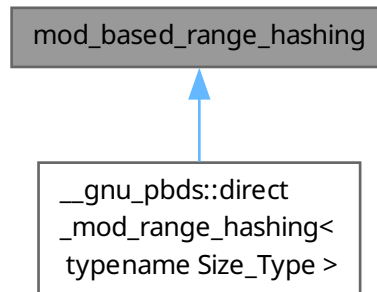 mod_based_range_hashing
__gnu_pbds::direct
_mod_range_hashing<
typename Size_Type >